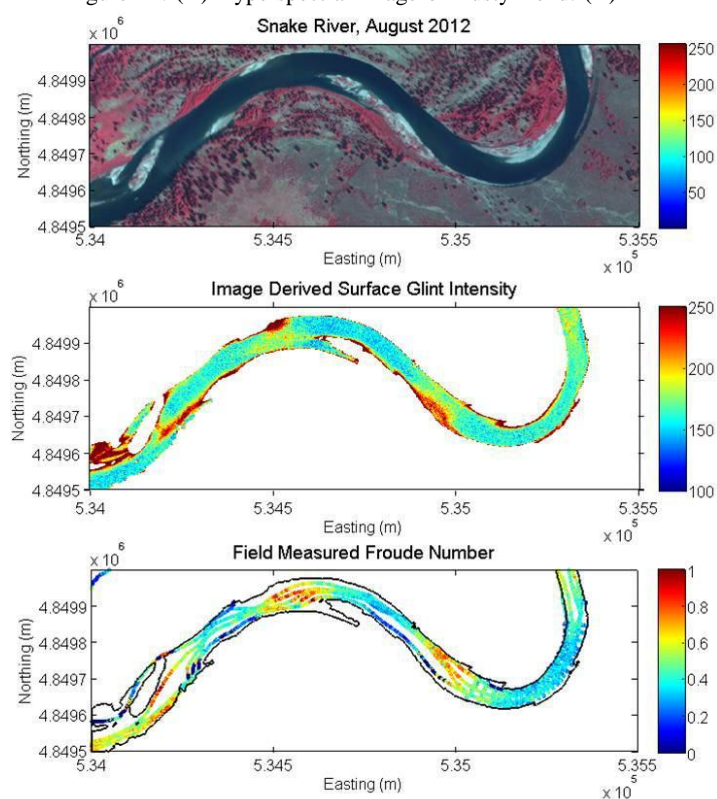 Snake River, August 2012
x 10^6
4.8499
4.8498
4.8497
4.8496
4.8495
Northing (m)
5.34
5.345
5.35
5.355
Easting (m)
x 10^5
250
200
150
100
50
Image Derived Surface Glint Intensity
x 10^6
4.8499
4.8498
4.8497
4.8496
4.8495
Northing (m)
5.34
5.345
5.35
5.355
Easting (m)
x 10^5
250
200
150
100
Field Measured Froude Number
x 10^6
4.8499
4.8498
4.8497
4.8496
4.8495
Northing (m)
5.34
5.345
5.35
5.355
Easting (m)
x 10^5
1
0.8
0.6
0.4
0.2
0